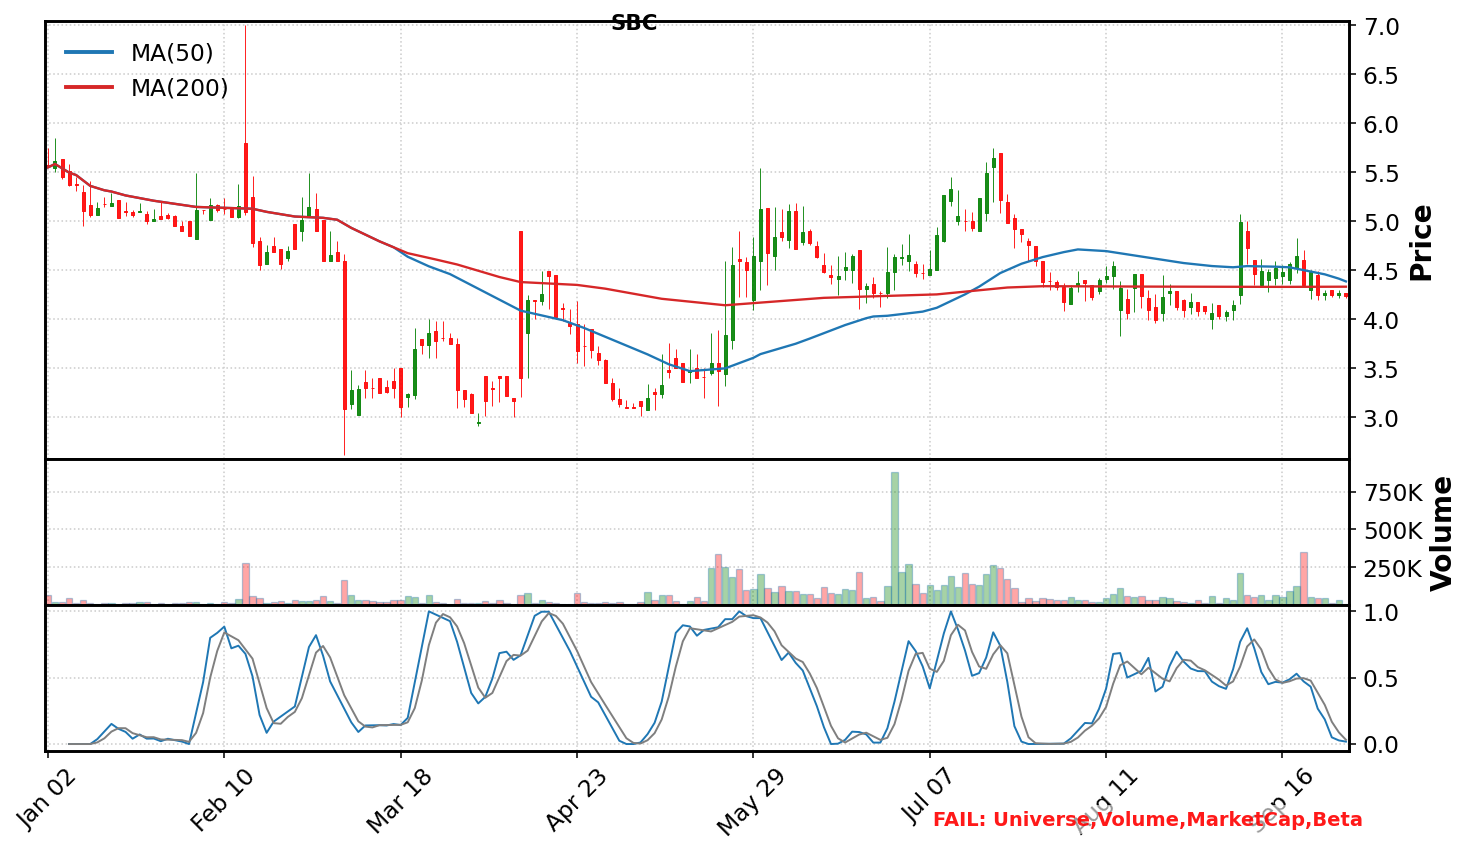 SBC
MA(50)
MA(200)
7.0
6.5
6.0
5.5
5.0
4.5
4.0
3.5
3.0
Price
750K
500K
250K
Volume
1.0
0.5
0.0
Jan 02
Feb 10
Mar 18
Apr 23
May 29
Jul 07
Aug 11
Sep 16
FAIL: Universe,Volume,MarketCap,Beta